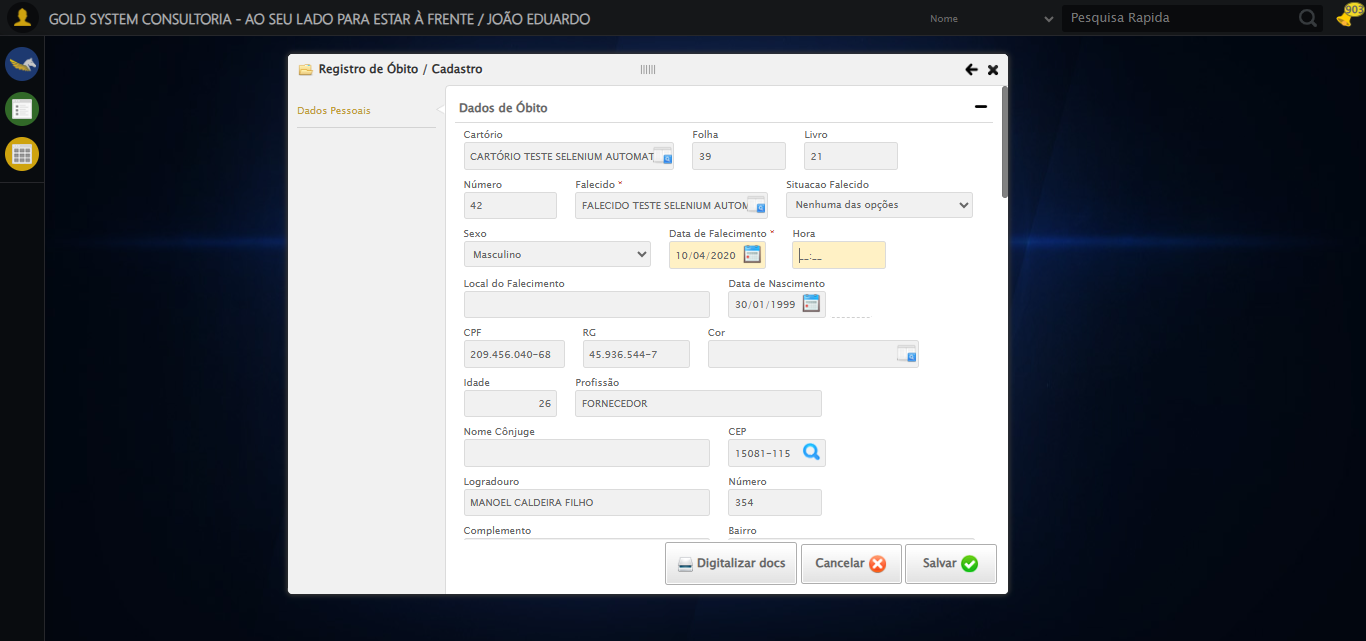 GOLD SYSTEM CONSULTORIA - AO SEU LADO PARA ESTAR À FRENTE / JOÃO EDUARDO
Nome
Pesquisa Rapida
903
Registro de Óbito / Cadastro
Dados Pessoais
Dados de Óbito
Cartório Folha Livro
CARTÓRIO TESTE SELENIUM AUTOMAT 39 21
Número Falecido * Situacao Falecido
42 FALECIDO TESTE SELENIUM AUTOM Nenhuma das opções
Sexo Data de Falecimento * Hora
Masculino 10/04/2020 __:__
Local do Falecimento Data de Nascimento
30/01/1999
CPF RG Cor
209.456.040-68 45.936.544-7
Idade Profissão
26 FORNECEDOR
Nome Cônjuge CEP
15081-115
Logradouro Número
MANOEL CALDEIRA FILHO 354
Complemento Bairro
Digitalizar docs Cancelar Salvar